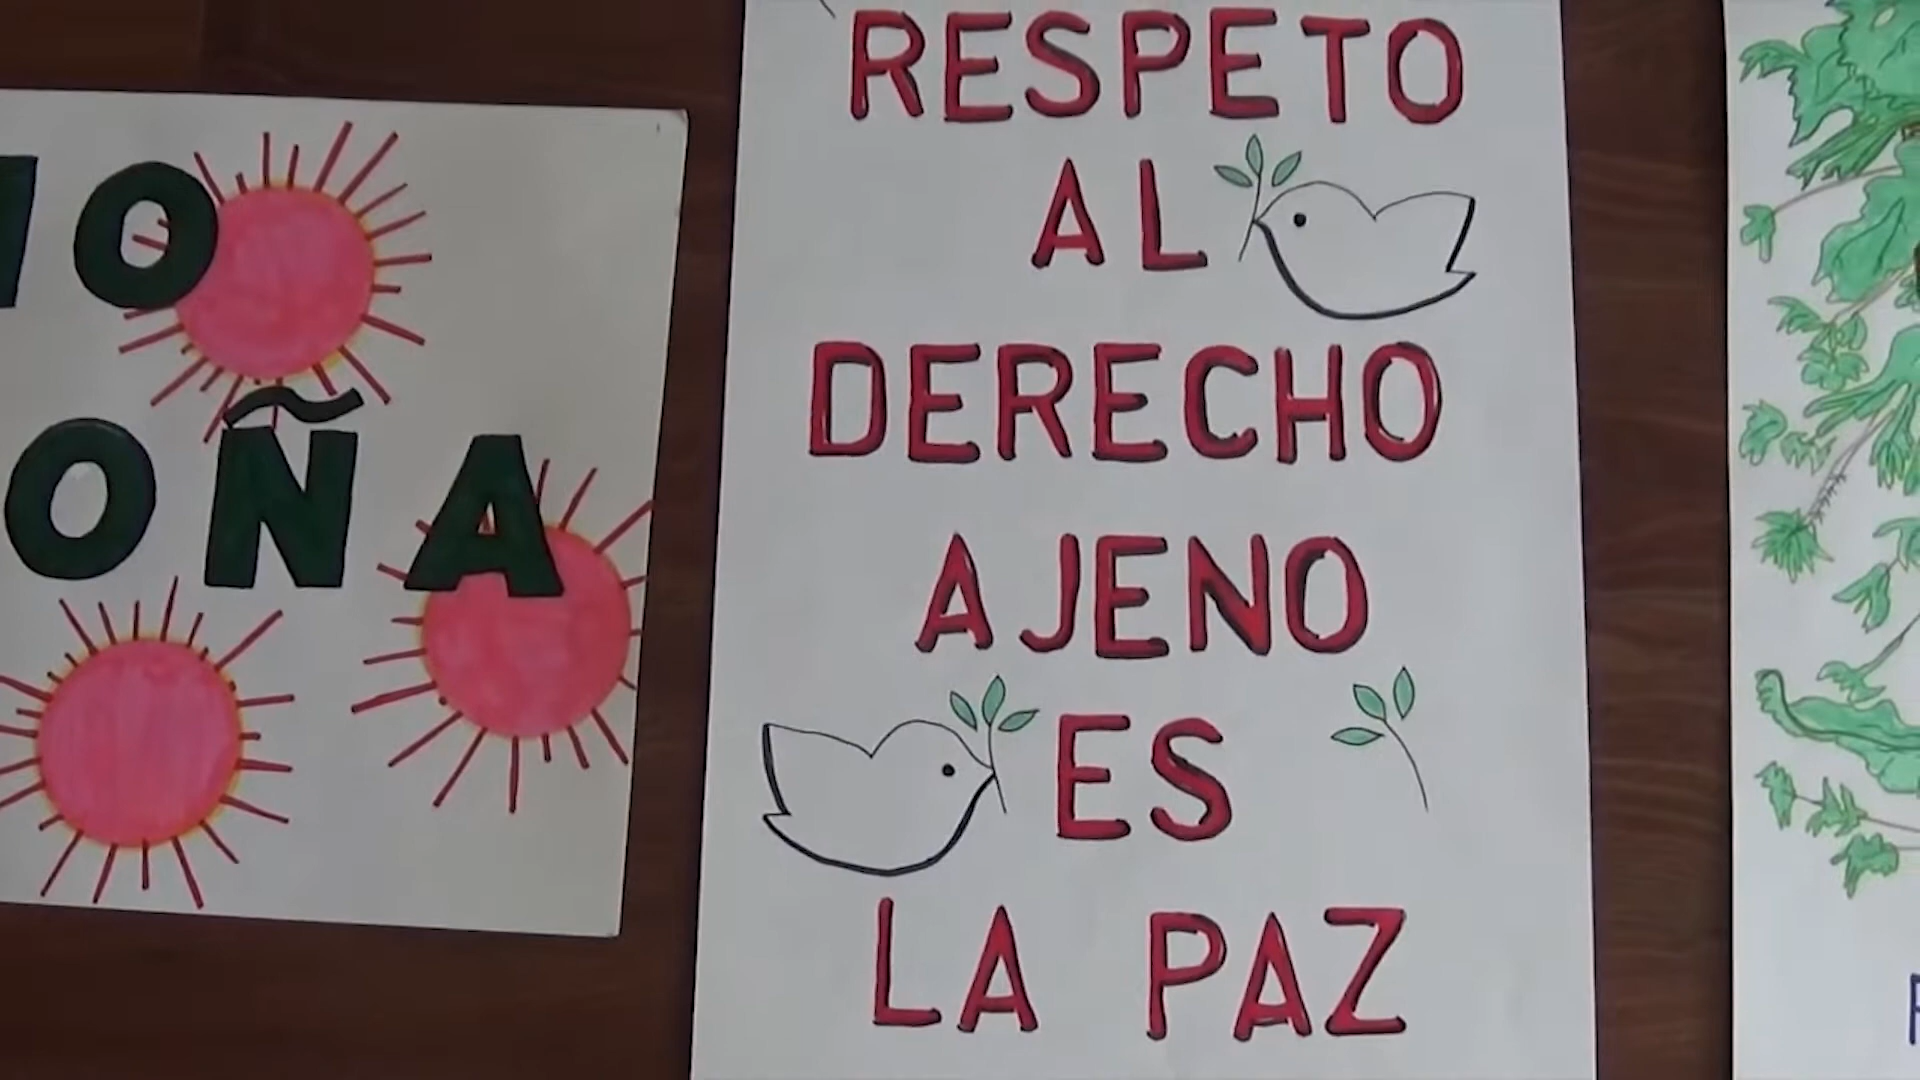 RESPETO
AL
DERECHO
AJENO
ES
LA PAZ